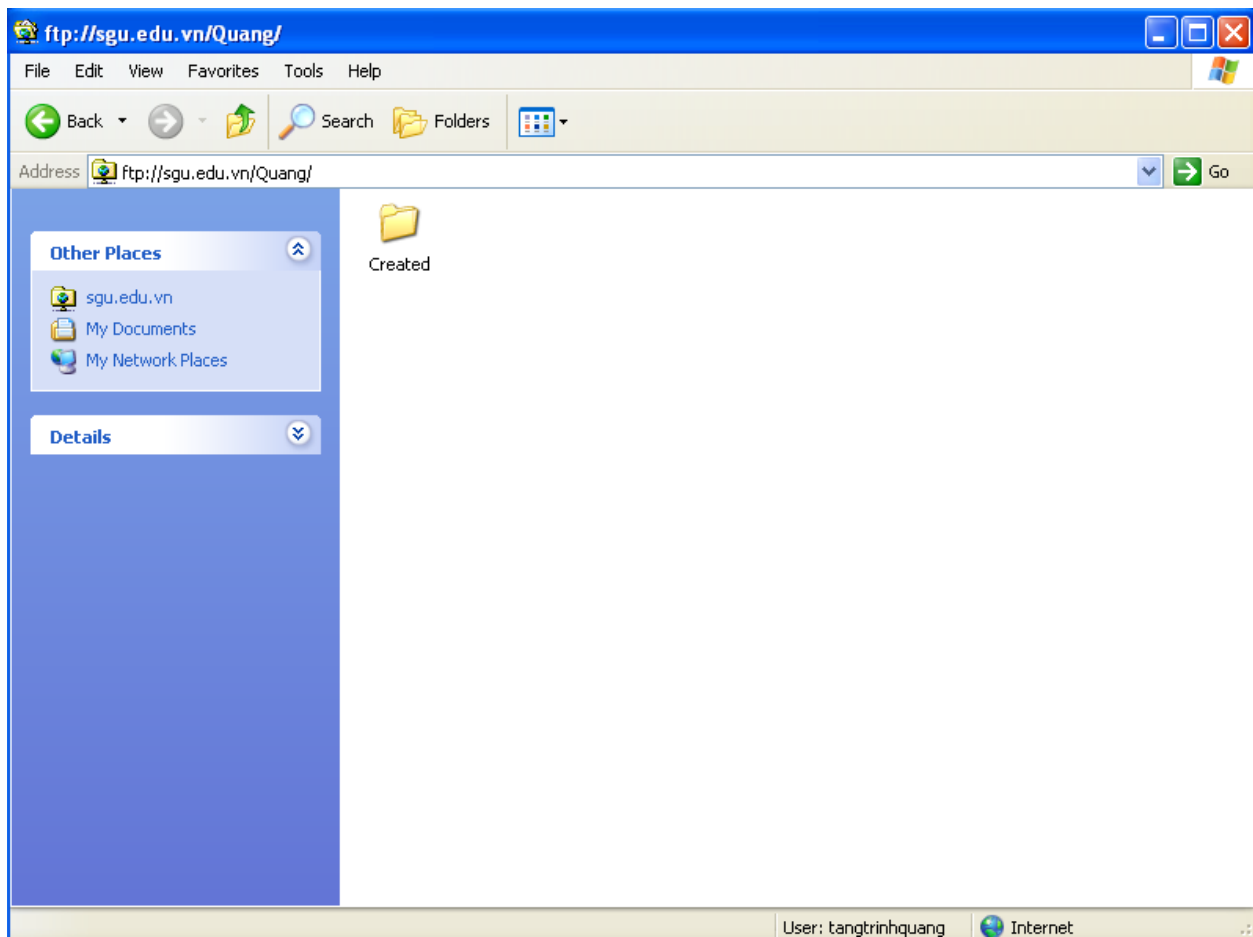 ftp://sgu.edu.vn/Quang/
File Edit View Favorites Tools Help
Back Search Folders
Address ftp://sgu.edu.vn/Quang/ Go
Other Places
sgu.edu.vn
My Documents
My Network Places
Details
Created
User: tangtrinhquang Internet